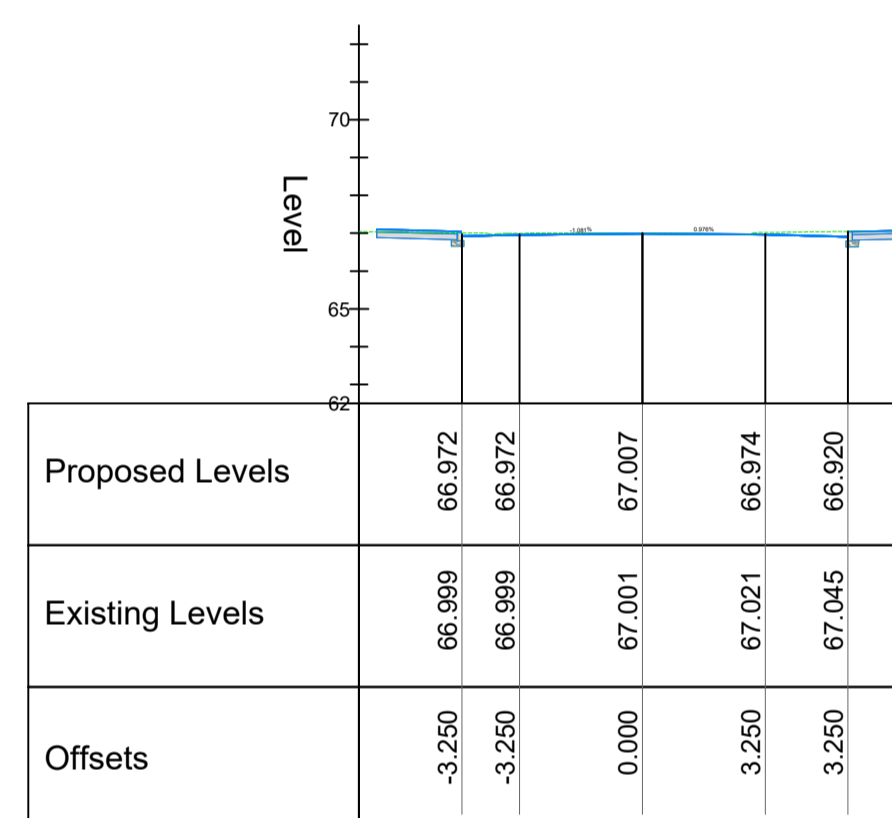 70
Level
-1.081%
0.976%
65
62
Proposed Levels 66.972 66.972 67.007 66.974 66.920
Existing Levels 66.999 66.999 67.001 67.021 67.045
Offsets -3.250 -3.250 0.000 3.250 3.250